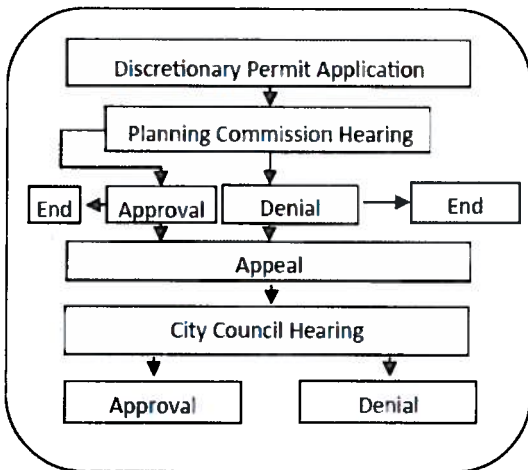 Discretionary Permit Application
Planning Commission Hearing
End
Approval
Denial
End
Appeal
City Council Hearing
Approval
Denial